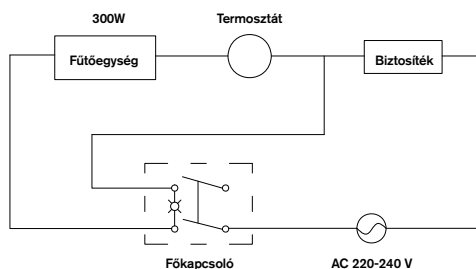 300W
Termosztát
Fűtőegység
Biztosíték
Főkapcsoló
AC 220-240 V